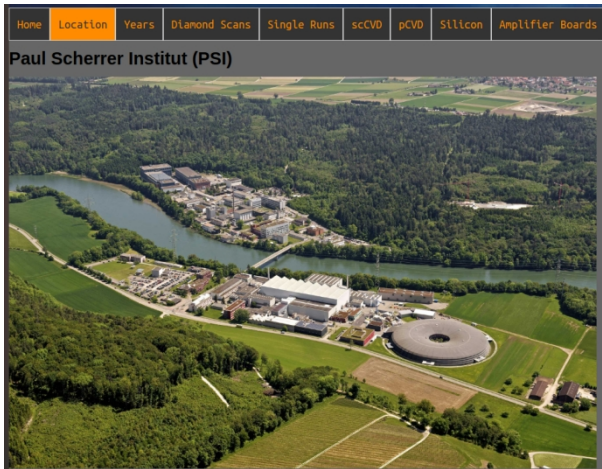 Home Location Years Diamond Scans Single Runs scCVD pCVD Silicon Amplifier Boards
Paul Scherrer Institut (PSI)